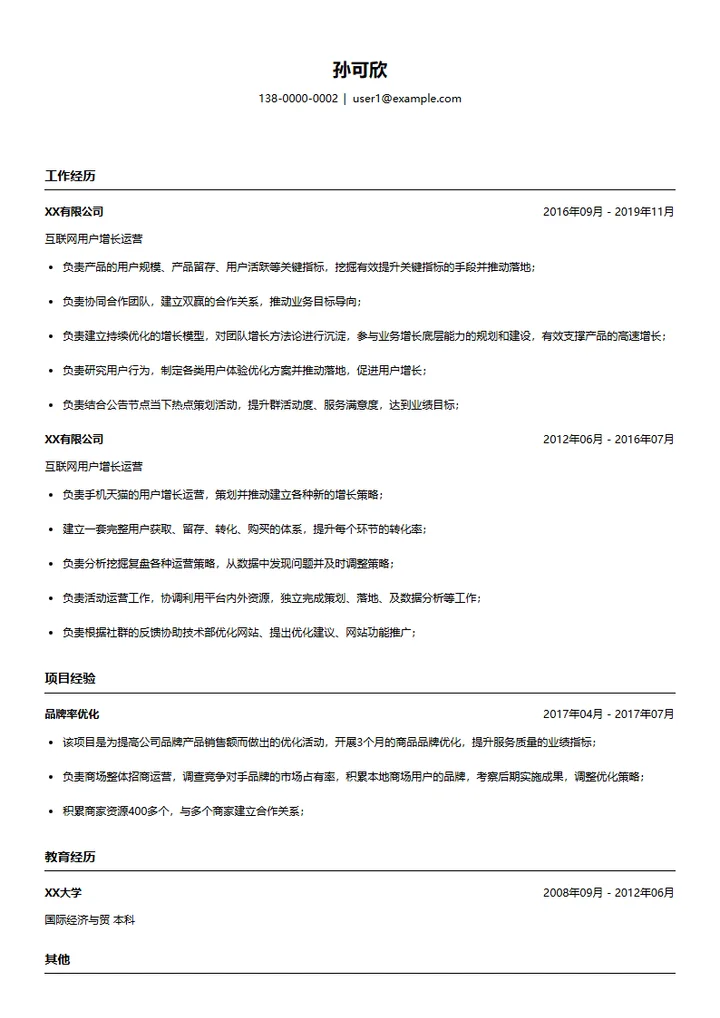 孙可欣
138-0000-0002 | user1@example.com
工作经历
XX有限公司 2016年09月 - 2019年11月
互联网用户增长运营
• 负责产品的用户规模、产品留存、用户活跃等关键指标，挖掘有效提升关键指标的手段并推动落地；
• 负责协同合作团队，建立双赢的合作关系，推动业务目标导向；
• 负责建立持续优化的增长模型，对团队增长方法论进行沉淀，参与业务增长底层能力的规划和建设，有效支撑产品的高速增长；
• 负责研究用户行为，制定各类用户体验优化方案并推动落地，促进用户增长；
• 负责结合公告节点当下热点策划活动，提升群活动度、服务满意度，达到业绩目标；
XX有限公司 2012年06月 - 2016年07月
互联网用户增长运营
• 负责手机天猫的用户增长运营，策划并推动建立各种新的增长策略；
• 建立一套完整用户获取、留存、转化、购买的体系，提升每个环节的转化率；
• 负责分析挖掘复盘各种运营策略，从数据中发现问题并及时调整策略；
• 负责活动运营工作，协调利用平台内外资源，独立完成策划、落地、及数据分析等工作；
• 负责根据社群的反馈协助技术部优化网站、提出优化建议、网站功能推广；
项目经验
品牌率优化 2017年04月 - 2017年07月
• 该项目是为提高公司品牌产品销售额而做出的优化活动，开展3个月的商品品牌优化，提升服务质量的业绩指标；
• 负责商场整体招商运营，调查竞争对手品牌的市场占有率，积累本地商场用户的品牌，考察后期实施成果，调整优化策略；
• 积累商家资源400多个，与多个商家建立合作关系；
教育经历
XX大学 2008年09月 - 2012年06月
国际经济与贸 本科
其他